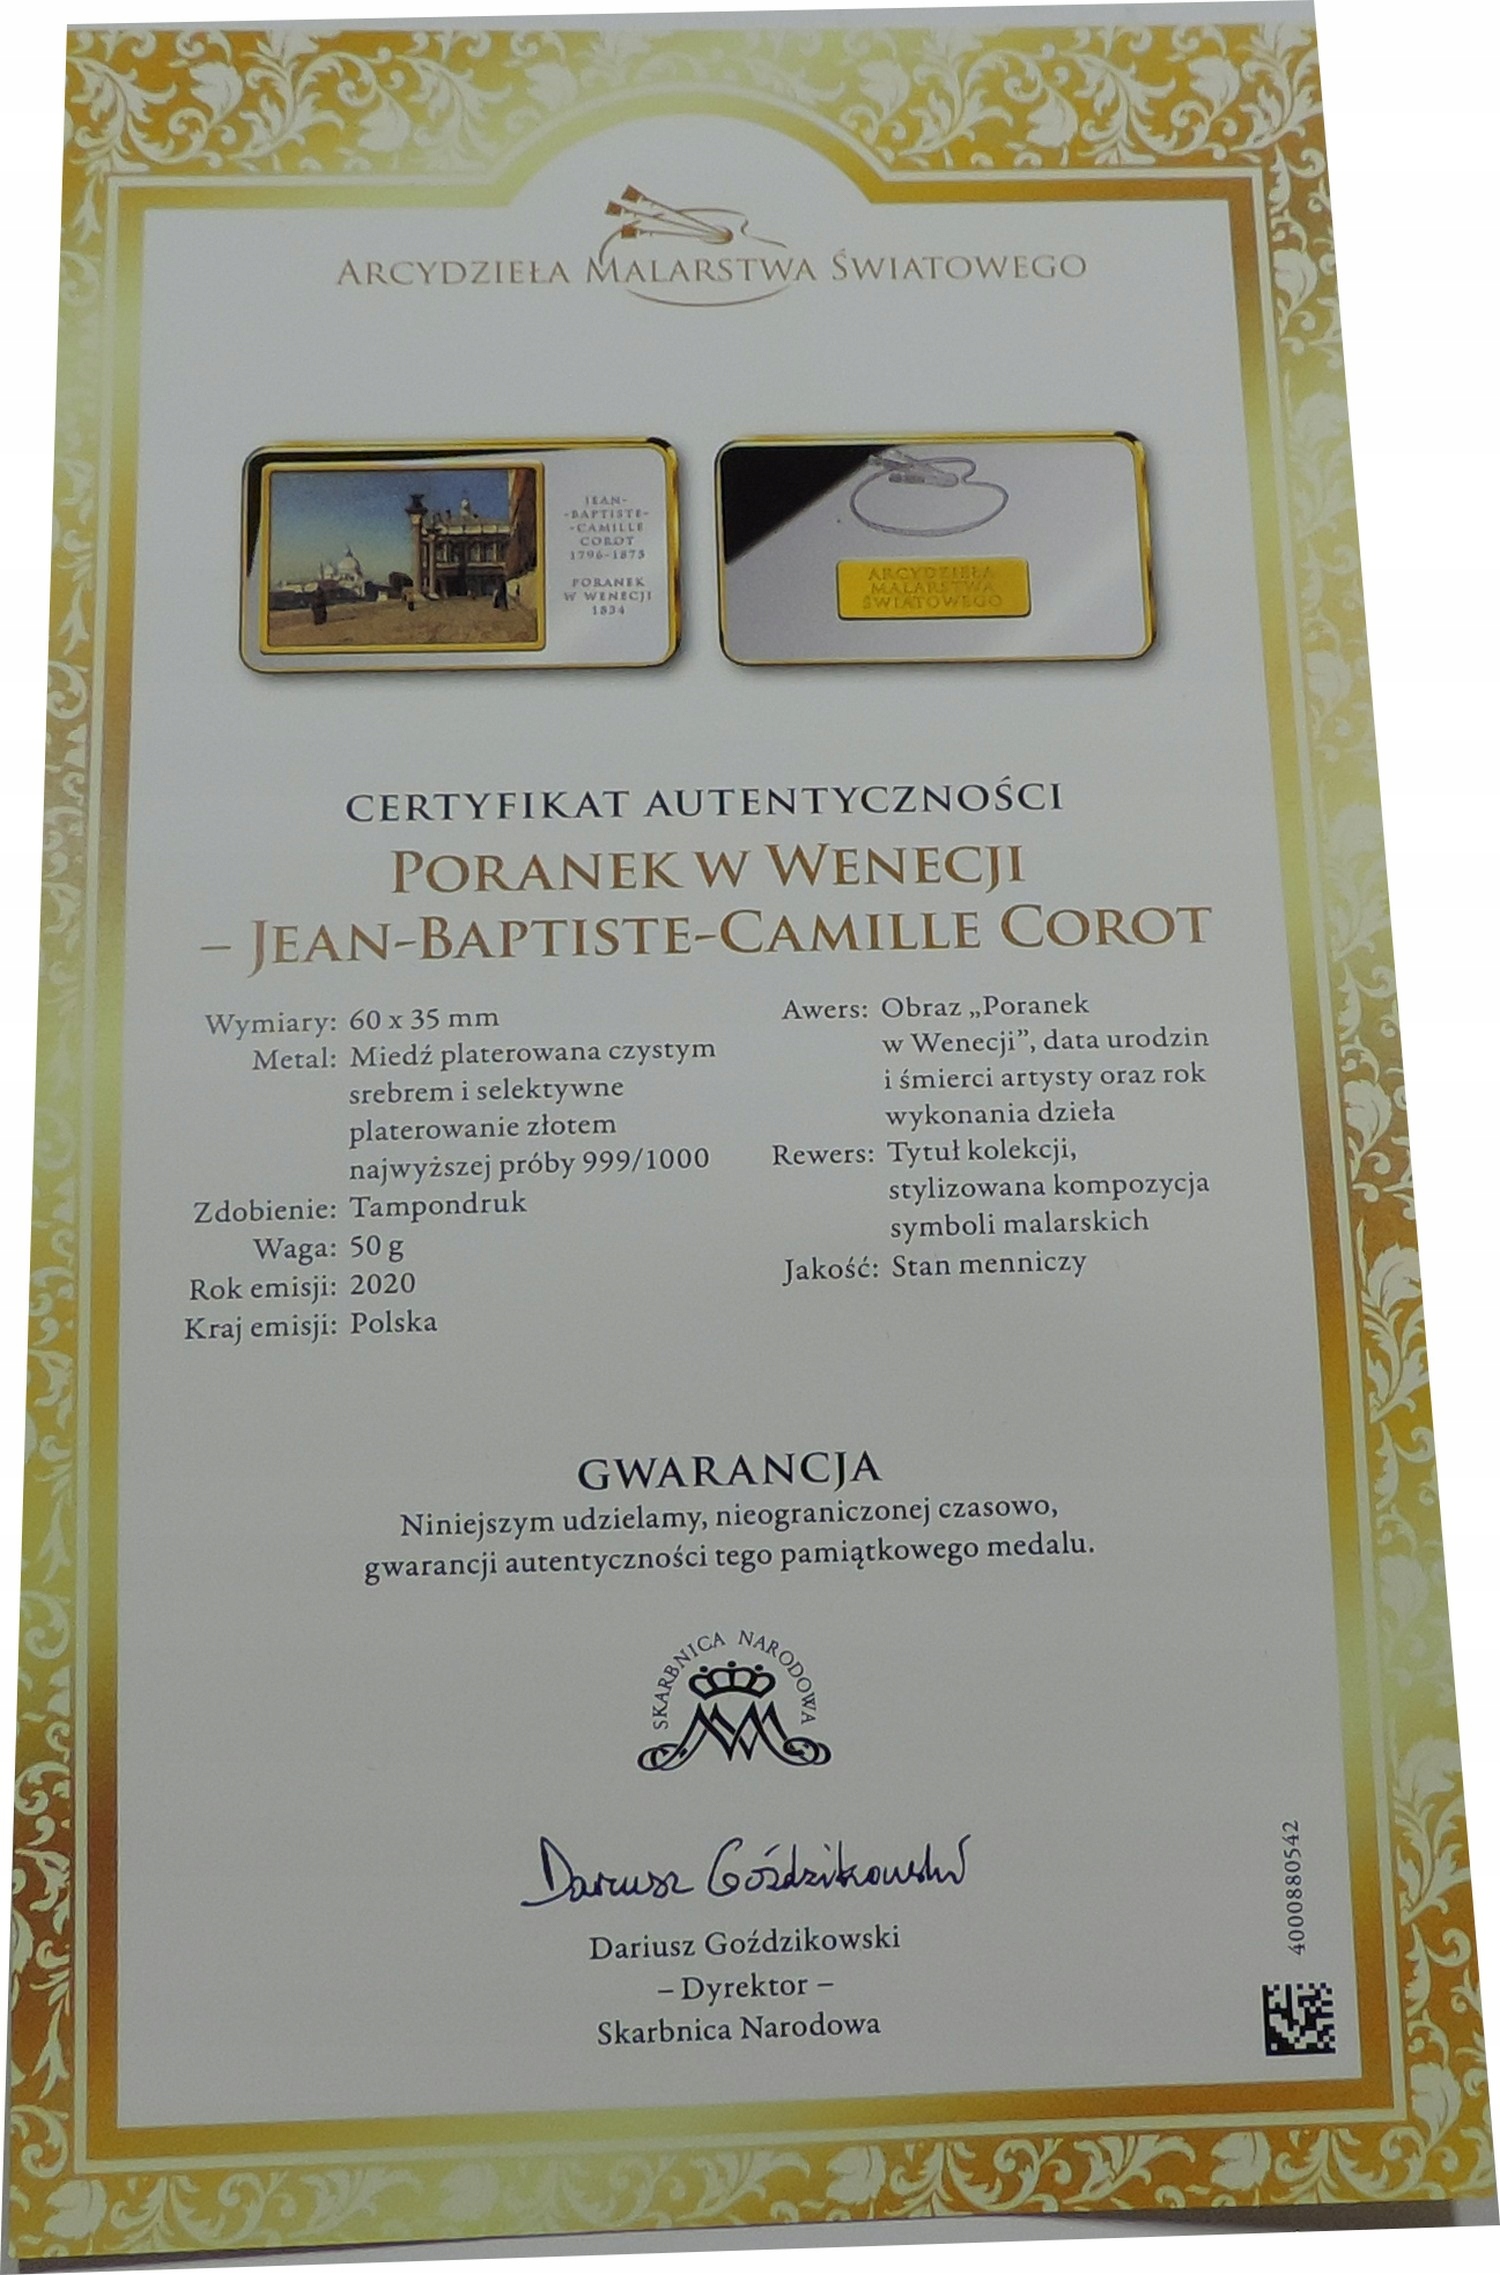 ARCYDZIEŁA MALARSTWA ŚWIATOWEGO
JEAN-
-BAPTISTE-
-CAMILLE
COROT
1796-1875
PORANEK
W WENECJI
1834
ARCYDZIEŁA
MALARSTWA
ŚWIATOWEGO
CERTYFIKAT AUTENTYCZNOŚCI
PORANEK W WENECJI
– JEAN-BAPTISTE-CAMILLE COROT
Wymiary: 60 x 35 mm
Metal: Miedź platerowana czystym
srebrem i selektywne
platerowanie złotem
najwyższej próby 999/1000
Zdobienie: Tampondruk
Waga: 50 g
Rok emisji: 2020
Kraj emisji: Polska
Awers: Obraz „Poranek
w Wenecji”, data urodzin
i śmierci artysty oraz rok
wykonania dzieła
Rewers: Tytuł kolekcji,
stylizowana kompozycja
symboli malarskich
Jakość: Stan menniczy
GWARANCJA
Niniejszym udzielamy, nieograniczonej czasowo,
gwarancji autentyczności tego pamiątkowego medalu.
SKARBNICA NARODOWA
Dariusz Goździkowski
Dariusz Goździkowski
– Dyrektor –
Skarbnica Narodowa
4000880542